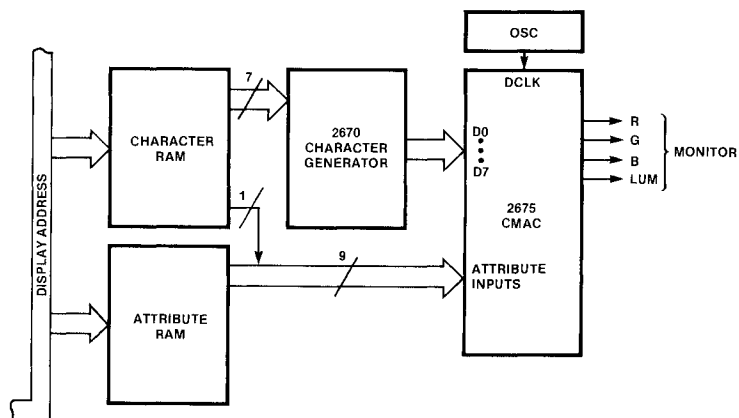 OSC
DCLK
7
CHARACTER
RAM
2670
CHARACTER
GENERATOR
D0
D7
2675
CMAC
R
G
B
LUM
MONITOR
1
9
ATTRIBUTE
INPUTS
ATTRIBUTE
RAM
DISPLAY ADDRESS